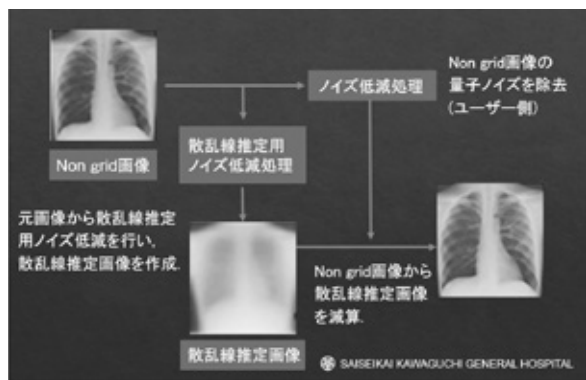 Non grid画像
ノイズ低減処理
Non grid画像の
量子ノイズを除去
(ユーザー側)
散乱線推定用
ノイズ低減処理
元画像から散乱線推定
用ノイズ低減を行い,
散乱線推定画像を作成.
散乱線推定画像
Non grid画像から
散乱線推定画像
を減算.
SAISEIKAI KAWAGUCHI GENERAL HOSPITAL